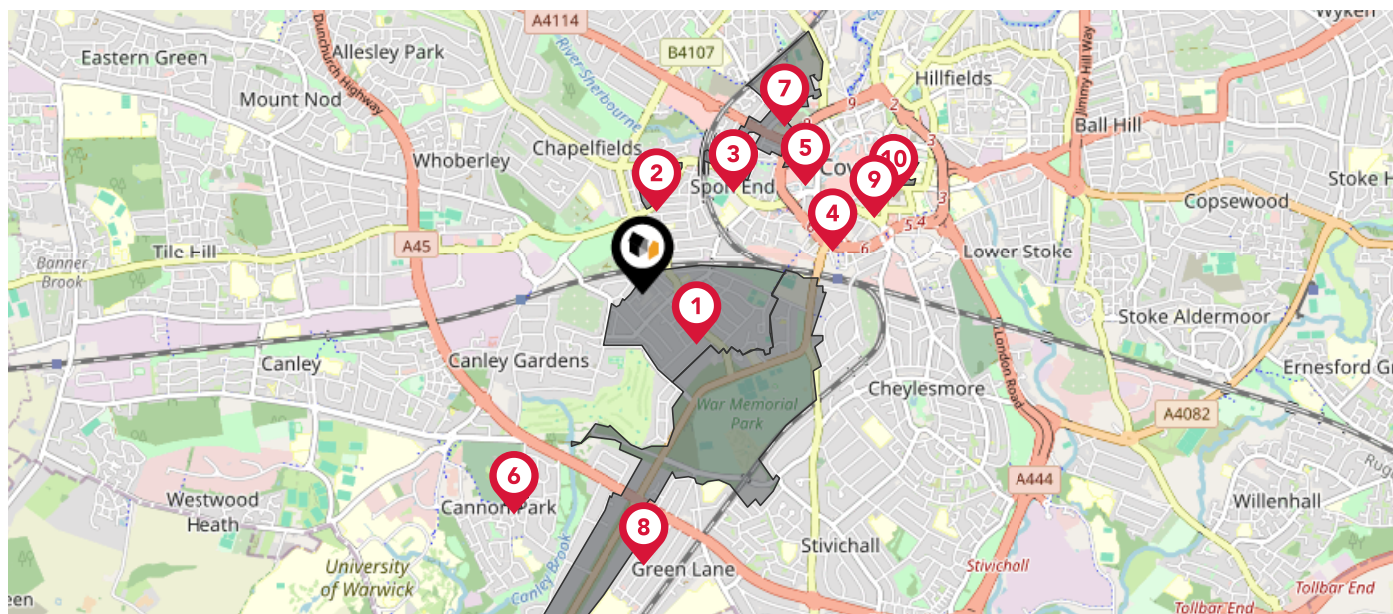 A4114
Wyken
Eastern Green
Allesley Park
Dunchurch Highway
B4107
River Sherbourne
Hillfields
Jimmy Hill Way
Mount Nod
7
9
2
3
Ball Hill
Whoberley
Chapelfields
2
3
5
10
9
4
Spon End
Cov
Stoke H
Copsewood
3
5
4
6
A45
Tile Hill
Banner
Brook
Lower Stoke
1
Stoke Aldermoor
Canley
Canley Gardens
London Road
Ernesford Gr
Cheylesmore
War Memorial
Park
A4082
Rug
6
Cannon Park
A444
Westwood
Heath
Willenhall
8
Stivichall
Green Lane
University
of Warwick
Canley Brook
Stivichall
Tollbar End
Tollbar End
een